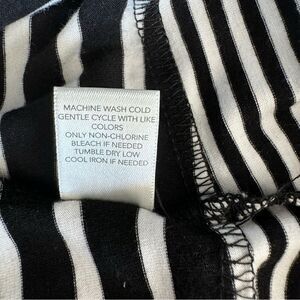 MACHINE WASH COLD
GENTLE CYCLE WITH LIKE
COLORS
ONLY NON-CHLORINE
BLEACH IF NEEDED
TUMBLE DRY LOW
COOL IRON IF NEEDED